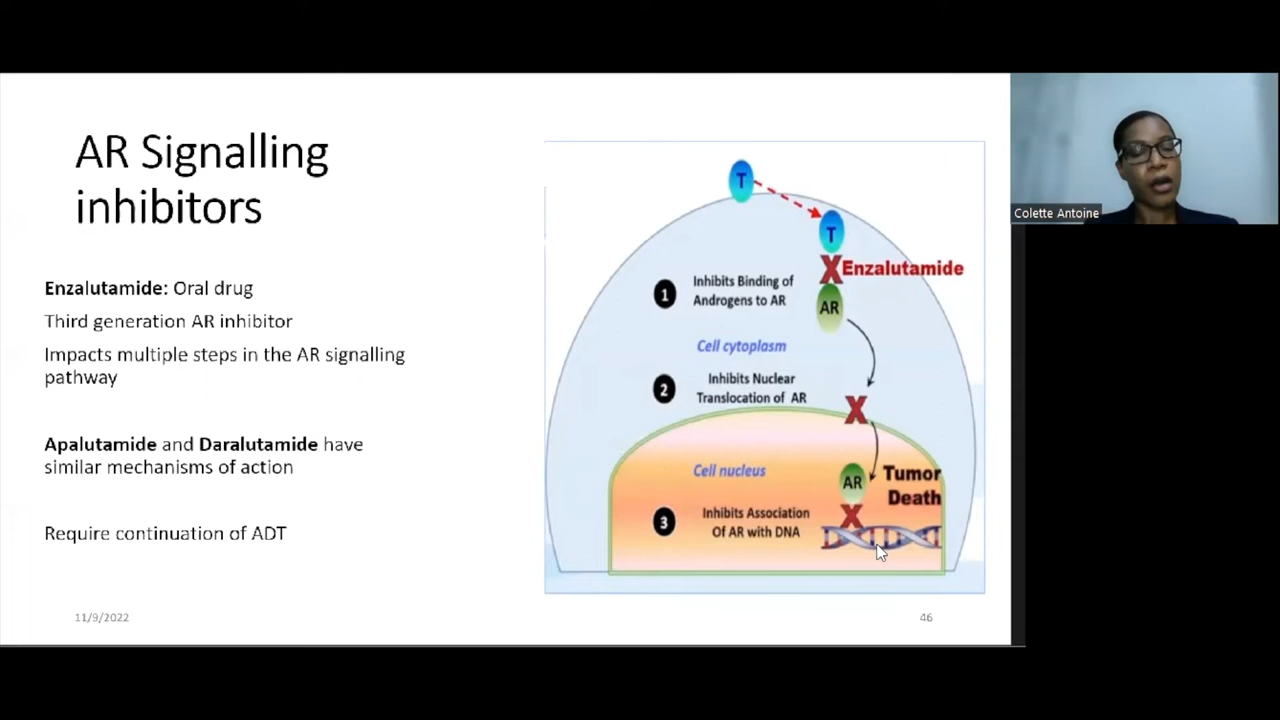 AR Signalling
inhibitors
Enzalutamide: Oral drug
Third generation AR inhibitor
Impacts multiple steps in the AR signalling
pathway
Apalutamide and Daralutamide have
similar mechanisms of action
Require continuation of ADT
11/9/2022
T
T
X Enzalutamide
1
Inhibits Binding of
Androgens to AR
AR
Cell cytoplasm
2
Inhibits Nuclear
Translocation of AR
X
Cell nucleus
AR
Tumor
Death
3
Inhibits Association
Of AR with DNA
X
46
Colette Antoine